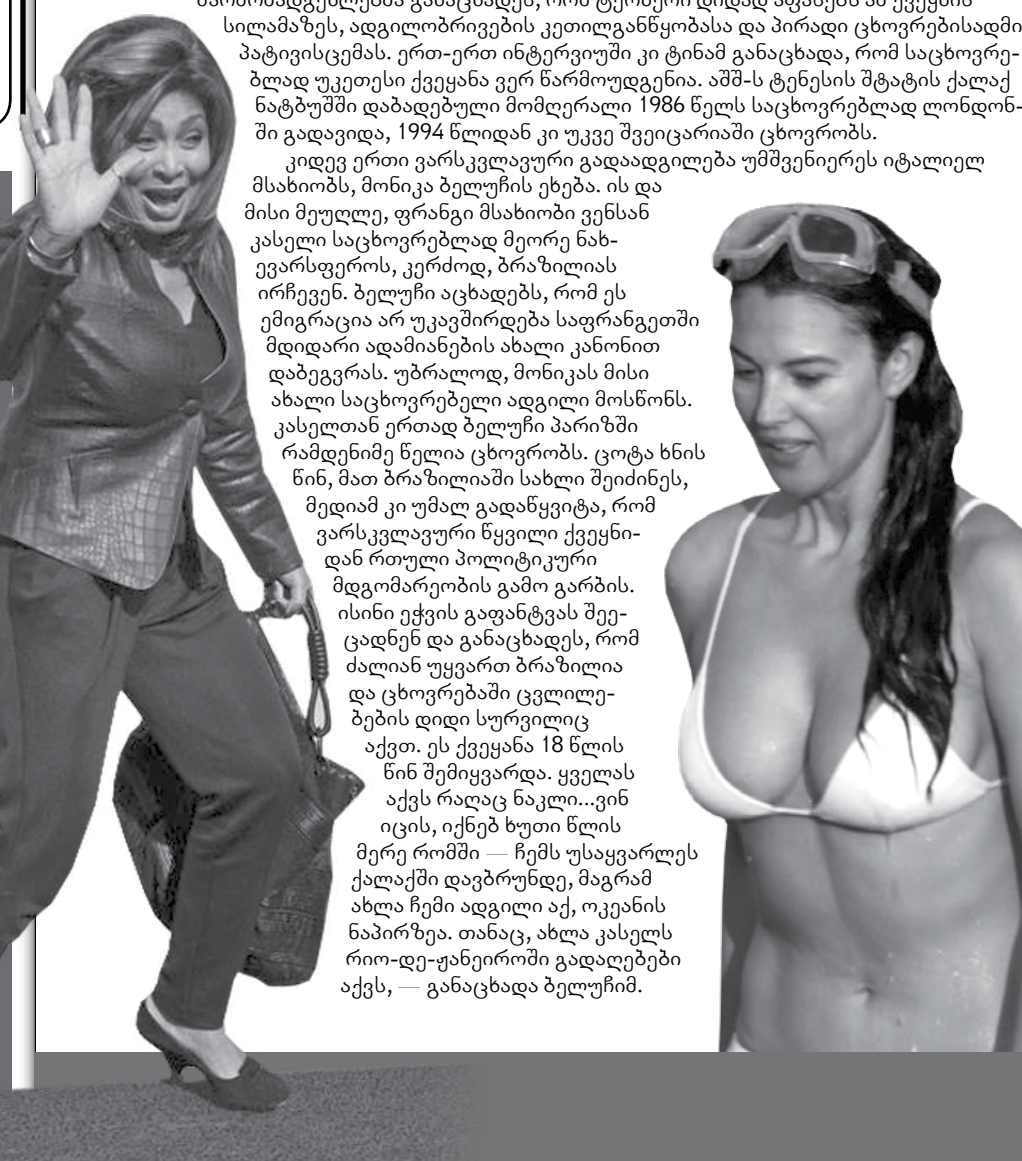 განაცხადეს, რომ ტერნერი დიდად აფასებს ამ ქვეყნის
სილამაზეს, ადგილობრივების კეთილგანწყობასა და პირადი ცხოვრებისადმი
პატივისცემას. ერთ-ერთ ინტერვიუში კი ტინამ განაცხადა, რომ საცხოვრე-
ბლად უკეთესი ქვეყანა ვერ წარმოუდგენია. აშშ-ს ტენესის შტატის ქალაქ
ნატბუშში დაბადებული მომღერალი 1986 წელს საცხოვრებლად ლონდონ-
ში გადავიდა, 1994 წლიდან კი უკვე შვეიცარიაში ცხოვრობს.
კიდევ ერთი ვარსკვლავური გადაადგილება უმშვენიერეს იტალიელ
მსახიობს, მონიკა ბელუჩის ეხება. ის და
მისი მეუღლე, ფრანგი მსახიობი ვენსან
კასელი საცხოვრებლად მეორე ნახ-
ევარსფეროს, კერძოდ, ბრაზილიას
ირჩევენ. ბელუჩი აცხადებს, რომ ეს
ემიგრაცია არ უკავშირდება საფრანგეთში
მდიდარი ადამიანების ახალი კანონით
დაბეგვრას. უბრალოდ, მონიკას მისი
ახალი საცხოვრებელი ადგილი მოსწონს.
კასელთან ერთად ბელუჩი პარიზში
რამდენიმე წელია ცხოვრობს. ცოტა ხნის
წინ, მათ ბრაზილიაში სახლი შეიძინეს,
მედიამ კი უმალ გადაწყვიტა, რომ
ვარსკვლავური წყვილი ქვეყნი-
დან რთული პოლიტიკური
მდგომარეობის გამო გარბის.
ისინი ეჭვის გაფანტვას შეე-
ცადნენ და განაცხადეს, რომ
ძალიან უყვართ ბრაზილია
და ცხოვრებაში ცვლილე-
ბების დიდი სურვილიც
აქვთ. ეს ქვეყანა 18 წლის
წინ შემიყვარდა. ყველას
აქვს რაღაც ნაკლი...ვინ
იცის, იქნებ ხუთი წლის
მერე რომში — ჩემს უსაყვარლეს
ქალაქში დავბრუნდე, მაგრამ
ახლა ჩემი ადგილი აქ, ოკეანის
ნაპირზეა. თანაც, ახლა კასელს
რიო-დე-ჟანეიროში გადაღებები
აქვს, — განაცხადა ბელუჩიმ.